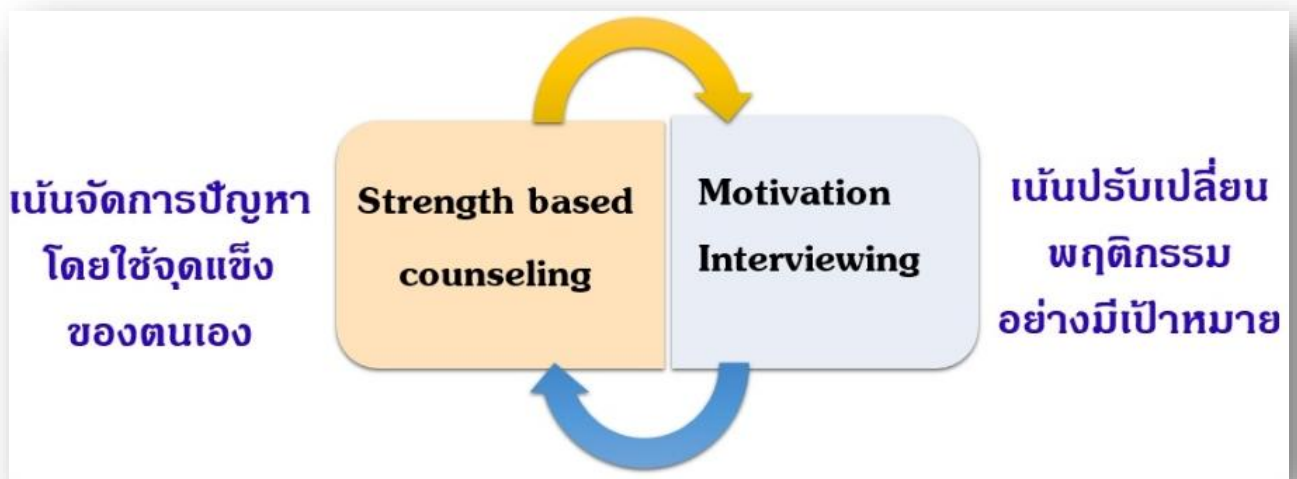 เน้นจัดการปัญหา
โดยใช้จุดแข็ง
ของตนเอง
Strength based
counseling
Motivation
Interviewing
เน้นปรับเปลี่ยน
พฤติกรรม
อย่างมีเป้าหมาย